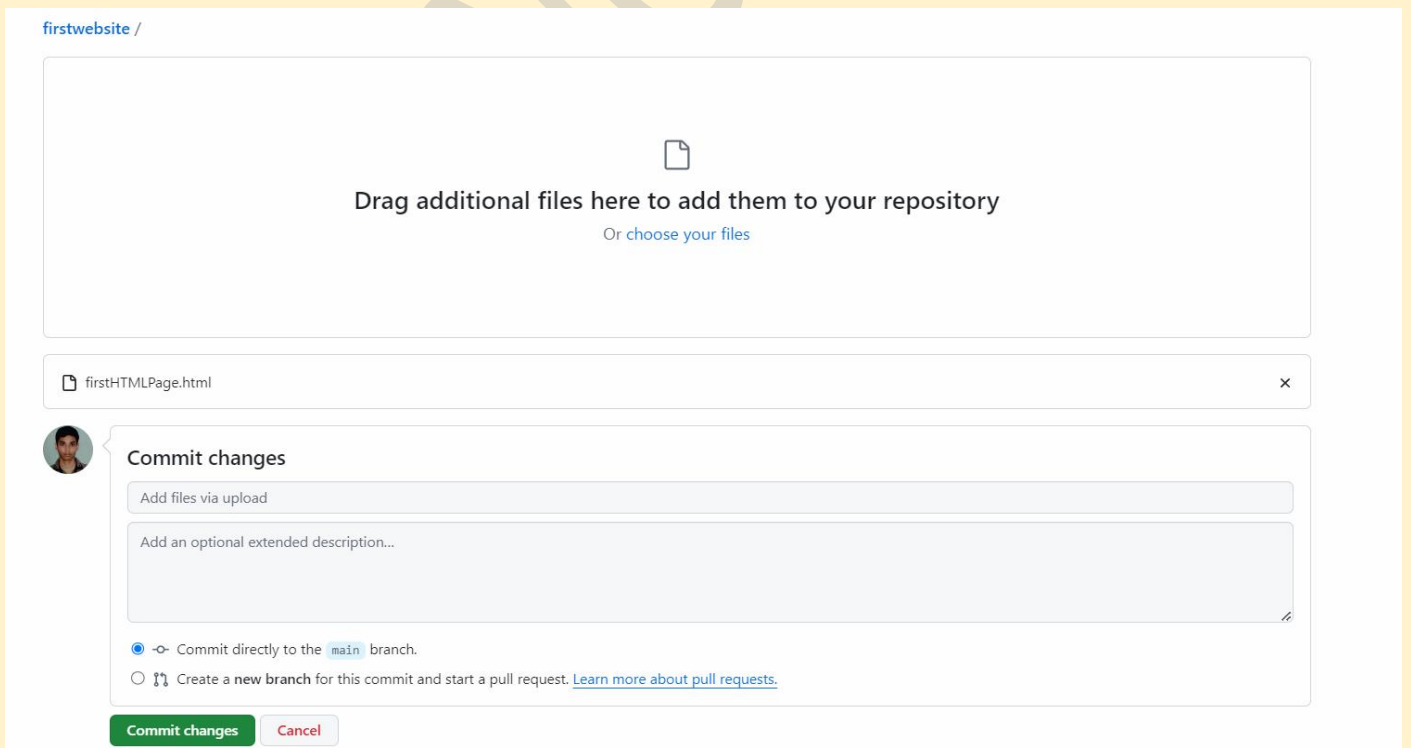 firstwebsite /
Drag additional files here to add them to your repository
Or choose your files
firstHTMLPage.html
Commit changes
Add files via upload
Add an optional extended description...
Commit directly to the main branch.
Create a new branch for this commit and start a pull request. Learn more about pull requests.
Commit changes Cancel